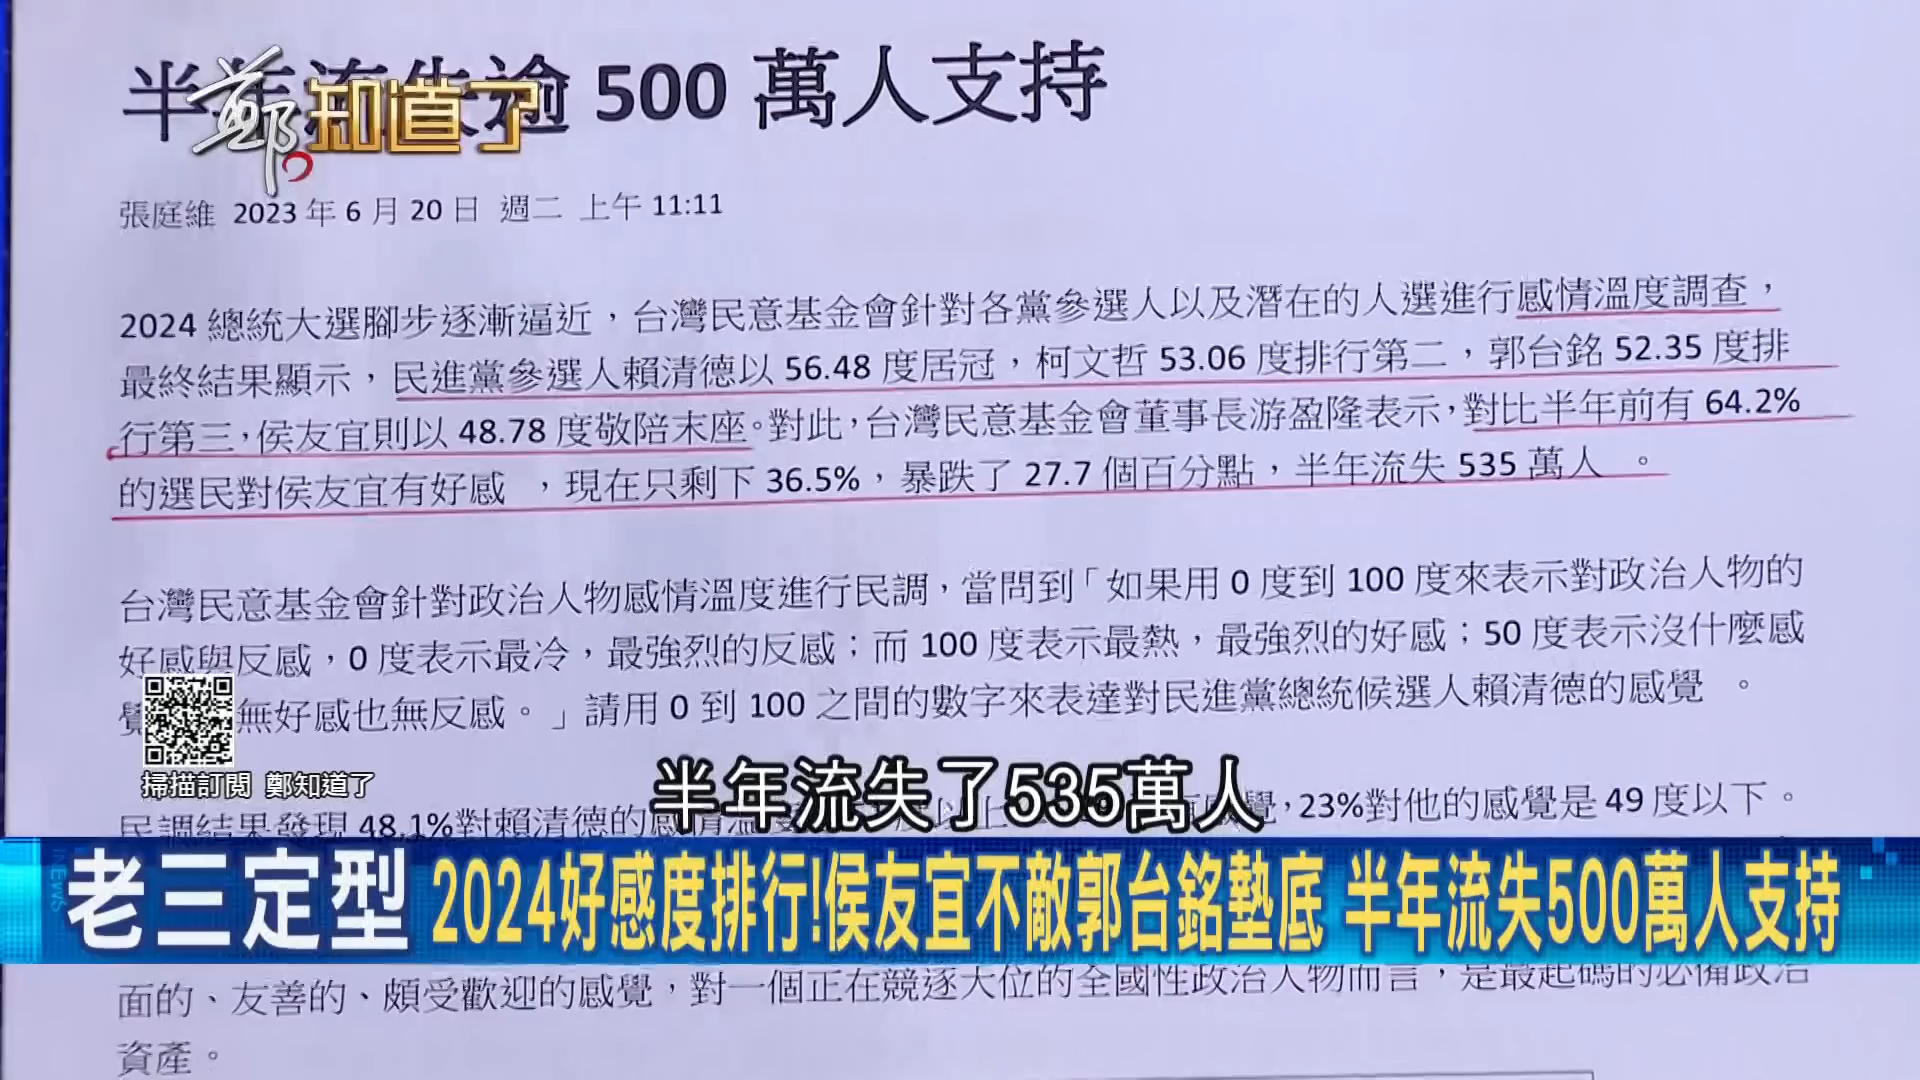 半年流失逾 500 萬人支持
鄭知道了
張庭維 2023 年 6 月 20 日 週二 上午 11:11
2024 總統大選腳步逐漸逼近，台灣民意基金會針對各黨參選人以及潛在的人選進行感情溫度調查，
最終結果顯示，民進黨參選人賴清德以 56.48 度居冠，柯文哲 53.06 度排行第二，郭台銘 52.35 度排
行第三，侯友宜則以 48.78 度敬陪末座。對此，台灣民意基金會董事長游盈隆表示，對比半年前有 64.2%
的選民對侯友宜有好感 ，現在只剩下 36.5%，暴跌了 27.7 個百分點，半年流失 535 萬人 。
台灣民意基金會針對政治人物感情溫度進行民調，當問到「如果用 0 度到 100 度來表示對政治人物的
好感與反感，0 度表示最冷，最強烈的反感；而 100 度表示最熱，最強烈的好感；50 度表示沒什麼感
覺 無好感也無反感。」請用 0 到 100 之間的數字來表達對民進黨總統候選人賴清德的感覺 。
掃描訂閱 鄭知道了
半年流失了535萬人
民調結果發現 48.1%對賴清德的感情溫度 覺，23%對他的感覺是 49 度以下。
老三定型 2024好感度排行!侯友宜不敵郭台銘墊底 半年流失500萬人支持
面的、友善的、頗受歡迎的感覺，對一個正在競逐大位的全國性政治人物而言，是最起碼的必備政治
資產。